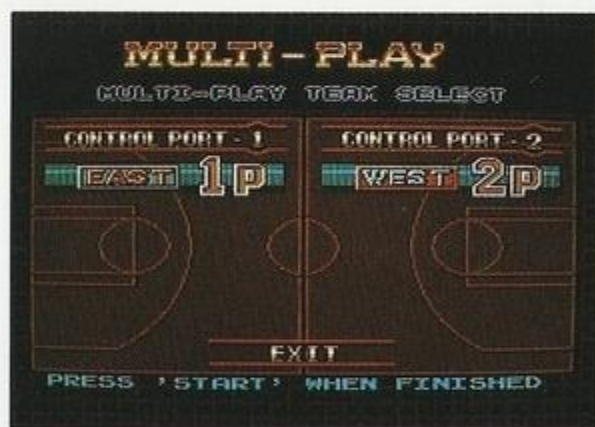 MULTI-PLAY
MULTI-PLAY TEAM SELECT
CONTROL PORT - 1
CONTROL PORT - 2
EAST 1P
WEST 2P
EXIT
PRESS 'START' WHEN FINISHED